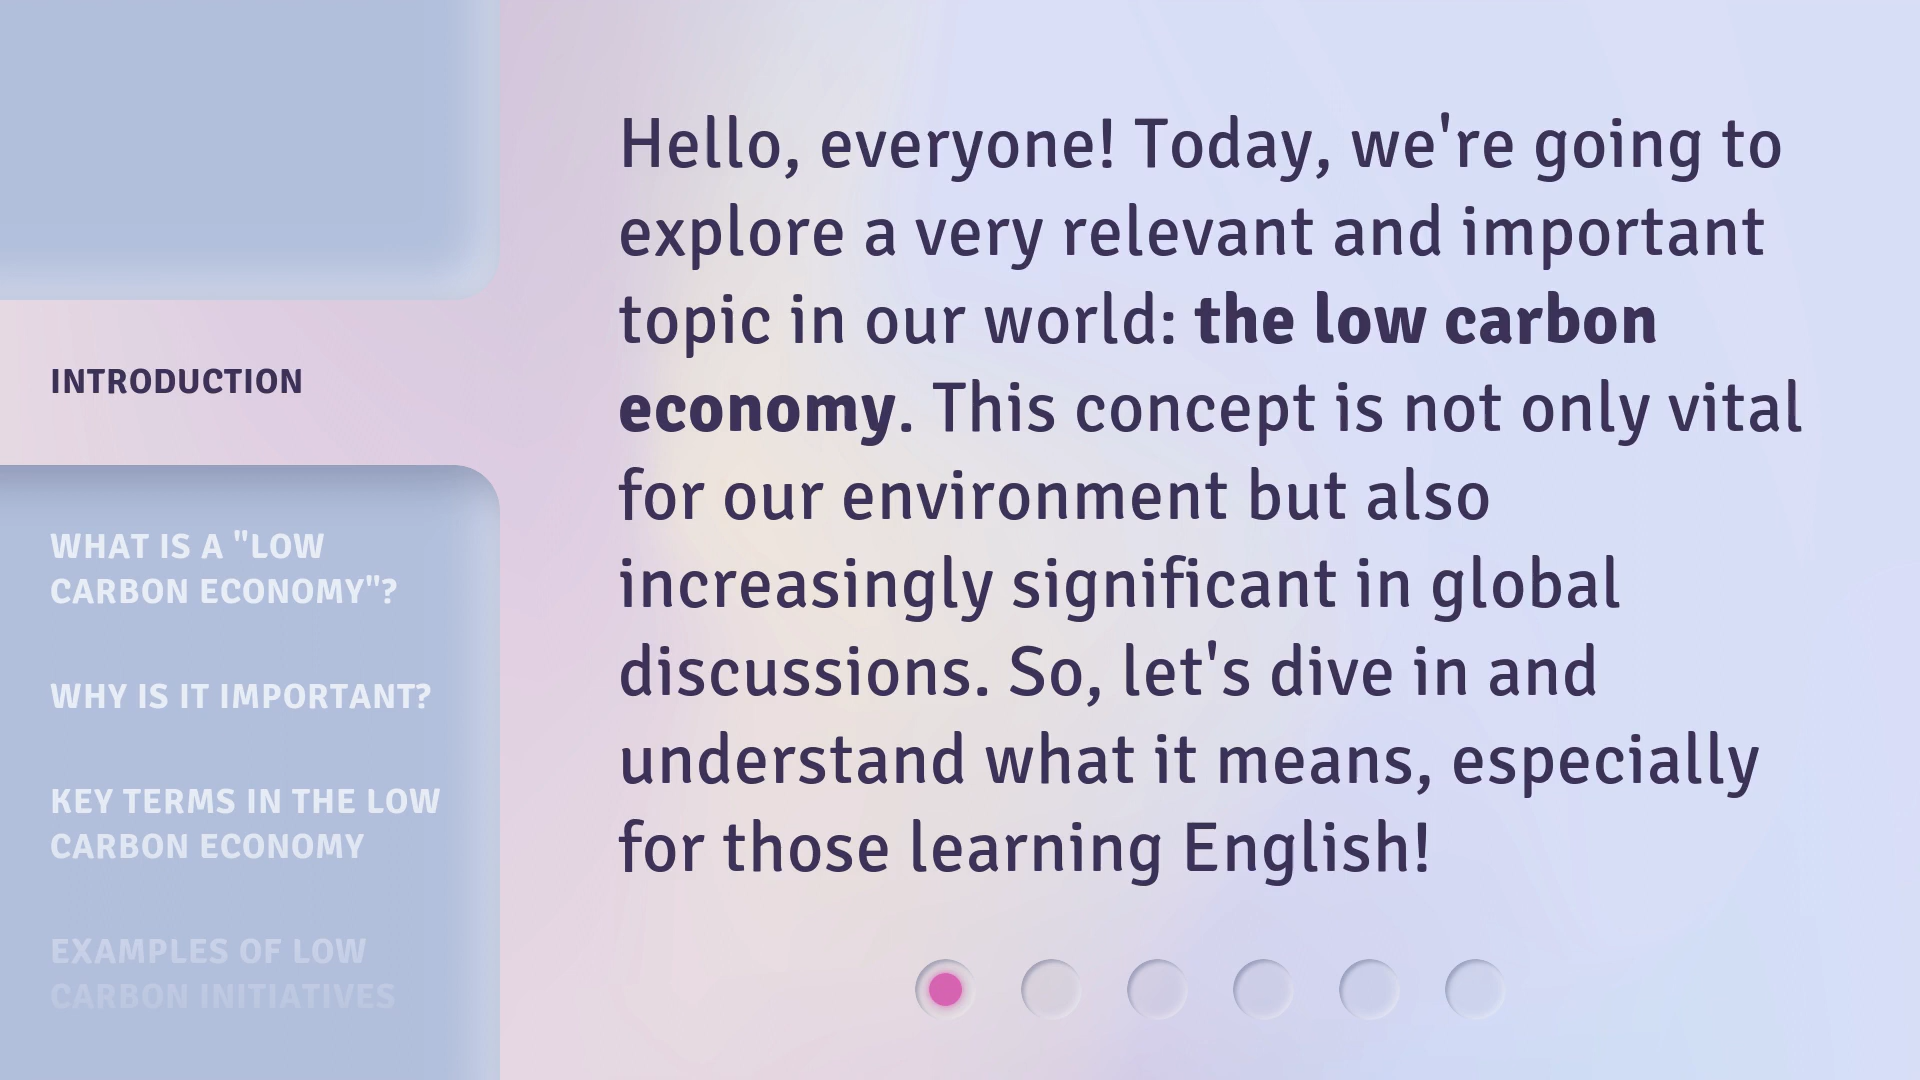 INTRODUCTION
WHAT IS A "LOW
CARBON ECONOMY"?
WHY IS IT IMPORTANT?
KEY TERMS IN THE LOW
CARBON ECONOMY
EXAMPLES OF LOW
CARBON INITIATIVES
Hello, everyone! Today, we're going to
explore a very relevant and important
topic in our world: the low carbon
economy. This concept is not only vital
for our environment but also
increasingly significant in global
discussions. So, let's dive in and
understand what it means, especially
for those learning English!